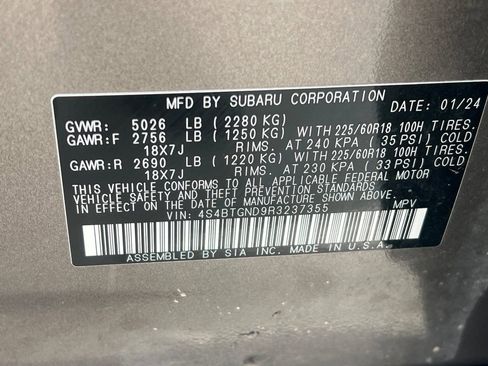 MFD BY SUBARU CORPORATION DATE: 01/24
GVWR: 5026 LB (2280 KG)
GAWR:F 2756 LB (1250 KG) WITH 225/60R18 100H TIRES.
18X7J RIMS. AT 240 KPA (35 PSI) COLD
GAWR:R 2690 LB (1220 KG) WITH 225/60R18 100H TIRES.
18X7J RIMS. AT 230 KPA (33 PSI) COLD
THIS VEHICLE CONFORMS TO ALL APPLICABLE FEDERAL MOTOR
VEHICLE SAFETY AND THEFT PREVENTION STANDARDS
IN EFFECT ON THE DATE OF MANUFACTURE SHOWN ABOVE.
VIN: 4S4BTGND9R3237355 MPV
ASSEMBLED BY SIA INC. MADE IN U.S.A.